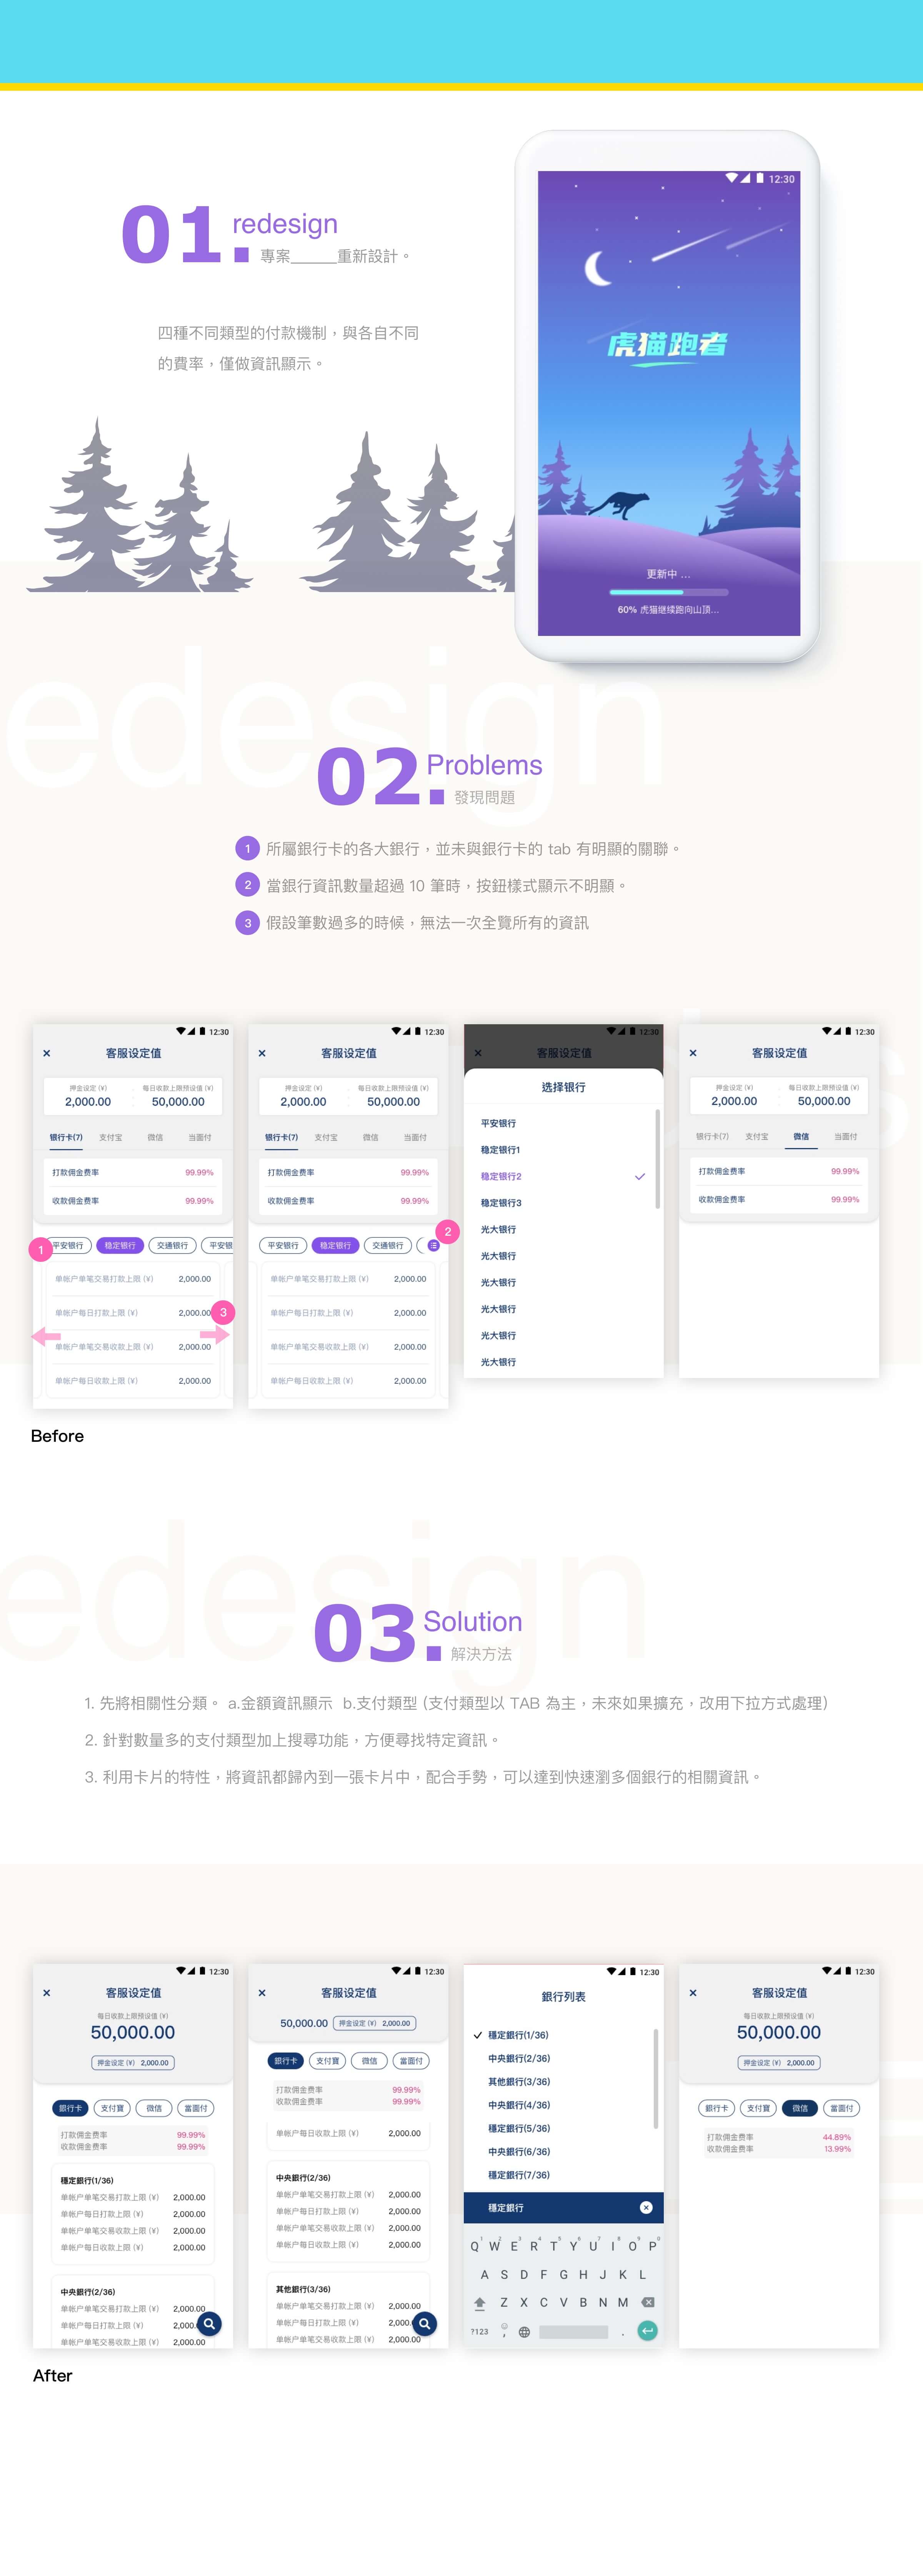 01.
redesign
專案______重新設計。
四種不同類型的付款機制，與各自不同
的費率，僅做資訊顯示。
12:30
虎猫跑者
更新中 ...
60% 虎猫继续跑向山顶...
edesign
02.
Problems
發現問題
1 所屬銀行卡的各大銀行，並未與銀行卡的 tab 有明顯的關聯。
2 當銀行資訊數量超過 10 筆時，按鈕樣式顯示不明顯。
3 假設筆數過多的時候，無法一次全覽所有的資訊
12:30
× 客服设定值
押金设定 (¥) 每日收款上限预设值 (¥)
2,000.00 50,000.00
银行卡(7) 支付宝 微信 当面付
打款佣金费率 99.99%
收款佣金费率 99.99%
1
平安银行 稳定银行 交通银行 平安银
单帐户单笔交易打款上限 (¥) 2,000.00
单帐户每日打款上限 (¥) 2,000.00
3
单帐户单笔交易收款上限 (¥) 2,000.00
单帐户每日收款上限 (¥) 2,000.00
12:30
× 客服设定值
押金设定 (¥) 每日收款上限预设值 (¥)
2,000.00 50,000.00
银行卡(7) 支付宝 微信 当面付
打款佣金费率 99.99%
收款佣金费率 99.99%
2
平安银行 稳定银行 交通银行
单帐户单笔交易打款上限 (¥) 2,000.00
单帐户每日打款上限 (¥) 2,000.00
单帐户单笔交易收款上限 (¥) 2,000.00
单帐户每日收款上限 (¥) 2,000.00
12:30
× 客服设定值
选择银行
平安银行
稳定银行1
稳定银行2
稳定银行3
光大银行
光大银行
光大银行
光大银行
光大银行
光大银行
12:30
× 客服设定值
押金设定 (¥) 每日收款上限预设值 (¥)
2,000.00 50,000.00
银行卡(7) 支付宝 微信 当面付
打款佣金费率 99.99%
收款佣金费率 99.99%
Before
edesign
03.
Solution
解決方法
1. 先將相關性分類。 a.金額資訊顯示 b.支付類型 (支付類型以 TAB 為主，未來如果擴充，改用下拉方式處理)
2. 針對數量多的支付類型加上搜尋功能，方便尋找特定資訊。
3. 利用卡片的特性，將資訊都歸內到一張卡片中，配合手勢，可以達到快速瀏多個銀行的相關資訊。
12:30
× 客服设定值
每日收款上限预设值 (¥)
50,000.00
押金设定 (¥) 2,000.00
銀行卡 支付寶 微信 當面付
打款佣金费率 99.99%
收款佣金费率 99.99%
穩定銀行(1/36)
单帐户单笔交易打款上限 (¥) 2,000.00
单帐户每日打款上限 (¥) 2,000.00
单帐户单笔交易收款上限 (¥) 2,000.00
单帐户每日收款上限 (¥) 2,000.00
中央銀行(2/36)
单帐户单笔交易打款上限 (¥) 2,000.00
单帐户每日打款上限 (¥) 2,000.
单帐户单笔交易收款上限 (¥) 2,000.00
12:30
× 客服设定值
50,000.00 押金设定 (¥) 2,000.00
銀行卡 支付寶 微信 當面付
打款佣金费率 99.99%
收款佣金费率 99.99%
单帐户每日收款上限 (¥) 2,000.00
中央銀行(2/36)
单帐户单笔交易打款上限 (¥) 2,000.00
单帐户每日打款上限 (¥) 2,000.00
单帐户单笔交易收款上限 (¥) 2,000.00
单帐户每日收款上限 (¥) 2,000.00
其他銀行(3/36)
单帐户单笔交易打款上限 (¥) 2,000.00
单帐户每日打款上限 (¥) 2,000.
单帐户单笔交易收款上限 (¥) 2,000.00
12:30
銀行列表
穩定銀行(1/36)
中央銀行(2/36)
其他銀行(3/36)
中央銀行(4/36)
穩定銀行(5/36)
中央銀行(6/36)
穩定銀行(7/36)
穩定銀行
Q1 W2 E3 R4 T5 Y6 U7 I8 O9 P0
A S D F G H J K L
Z X C V B N M
?123 , .
12:30
× 客服设定值
每日收款上限预设值 (¥)
50,000.00
押金设定 (¥) 2,000.00
銀行卡 支付寶 微信 當面付
打款佣金费率 44.89%
收款佣金费率 13.99%
After